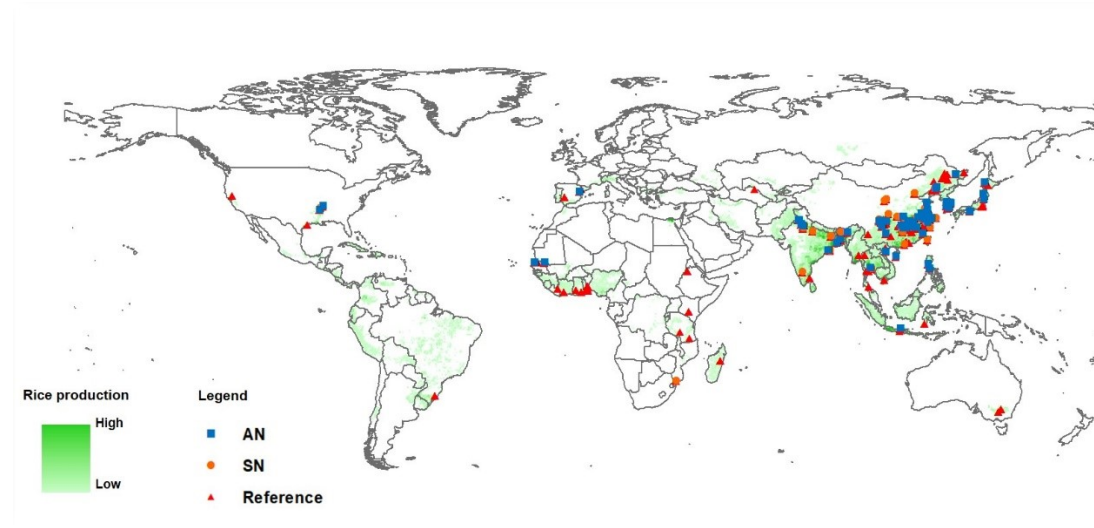 Rice production
High
Low
Legend
AN
SN
Reference